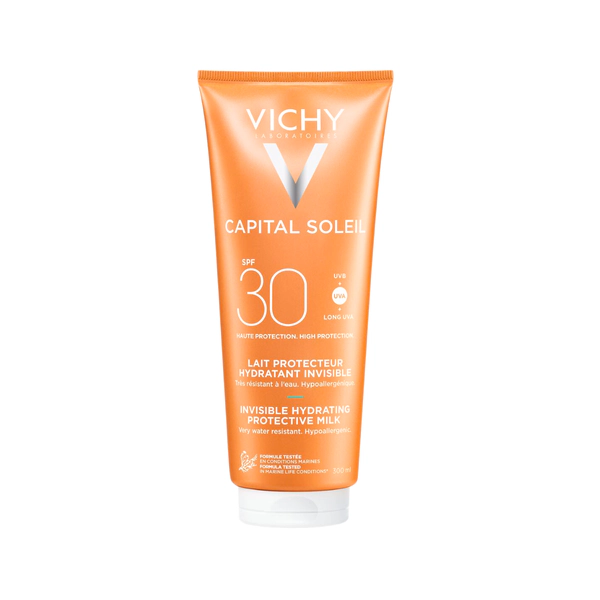 VICHY
LABORATOIRES
CAPITAL SOLEIL
SPF
30
UVB
UVA
LONG UVA
HAUTE PROTECTION. HIGH PROTECTION
LAIT PROTECTEUR
HYDRATANT INVISIBLE
Très résistant à l'eau. Hypoallergénique.
INVISIBLE HYDRATING
PROTECTIVE MILK
Very water resistant. Hypoallergenic.
FORMULE TESTÉE
EN CONDITIONS MARINES
FORMULA TESTED
IN MARINE LIFE CONDITIONS*
300 ml